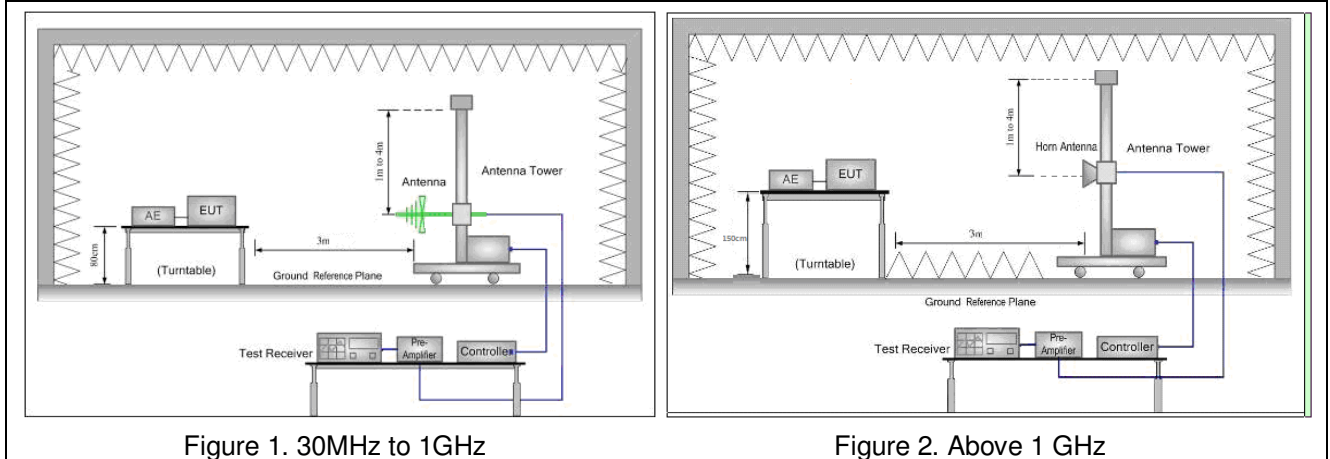 1m to 4m
Antenna
Antenna Tower
AE
EUT
80cm
3m
(Turntable)
Ground Reference Plane
Test Receiver
Pre-
Amplifier
Controller
Figure 1. 30MHz to 1GHz
1m to 4m
Horn Antenna
Antenna Tower
AE
EUT
150cm
3m
(Turntable)
Ground Reference Plane
Test Receiver
Pre-
Amplifier
Controller
Figure 2. Above 1 GHz